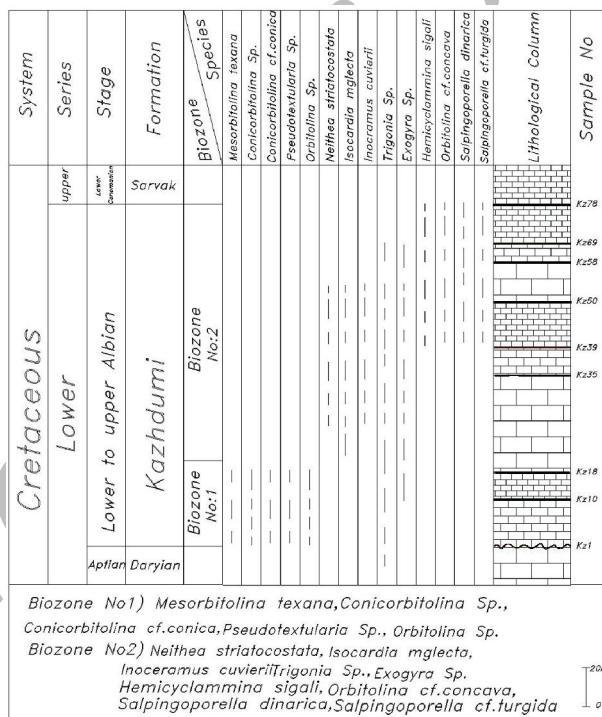 System
Series
Stage
Formation
Biozone
Species
Mesorbitolina texana
Conicorbitolina Sp.
Conicorbitolina cf.conica
Pseudotextularia Sp.
Orbitolina Sp.
Neithea striatocostata
Isocardia mglecta
Inocramus cuvierii
Trigonia Sp.
Exogyra Sp.
Hemicyclammina sigali
Orbitolina cf.concava
Salpingoporella dinarica
Salpingoporella cf.turgida
Lithological Column
Sample No
Cretaceous
upper
Lower
Lower Cenomanian
Lower to upper Albian
Aptian
Sarvak
Kazhdumi
Daryian
Biozone
No:2
Biozone
No:1
Kz78
Kz69
Kz58
Kz50
Kz39
Kz35
Kz18
Kz10
Kz1
Biozone No1) Mesorbitolina texana,Conicorbitolina Sp.,
Conicorbitolina cf.conica,Pseudotextularia Sp., Orbitolina Sp.
Biozone No2) Neithea striatocostata, Isocardia mglecta,
Inoceramus cuvieriiTrigonia Sp., Exogyra Sp.
Hemicyclammina sigali, Orbitolina cf.concava,
Salpingoporella dinarica,Salpingoporella cf.turgida
0